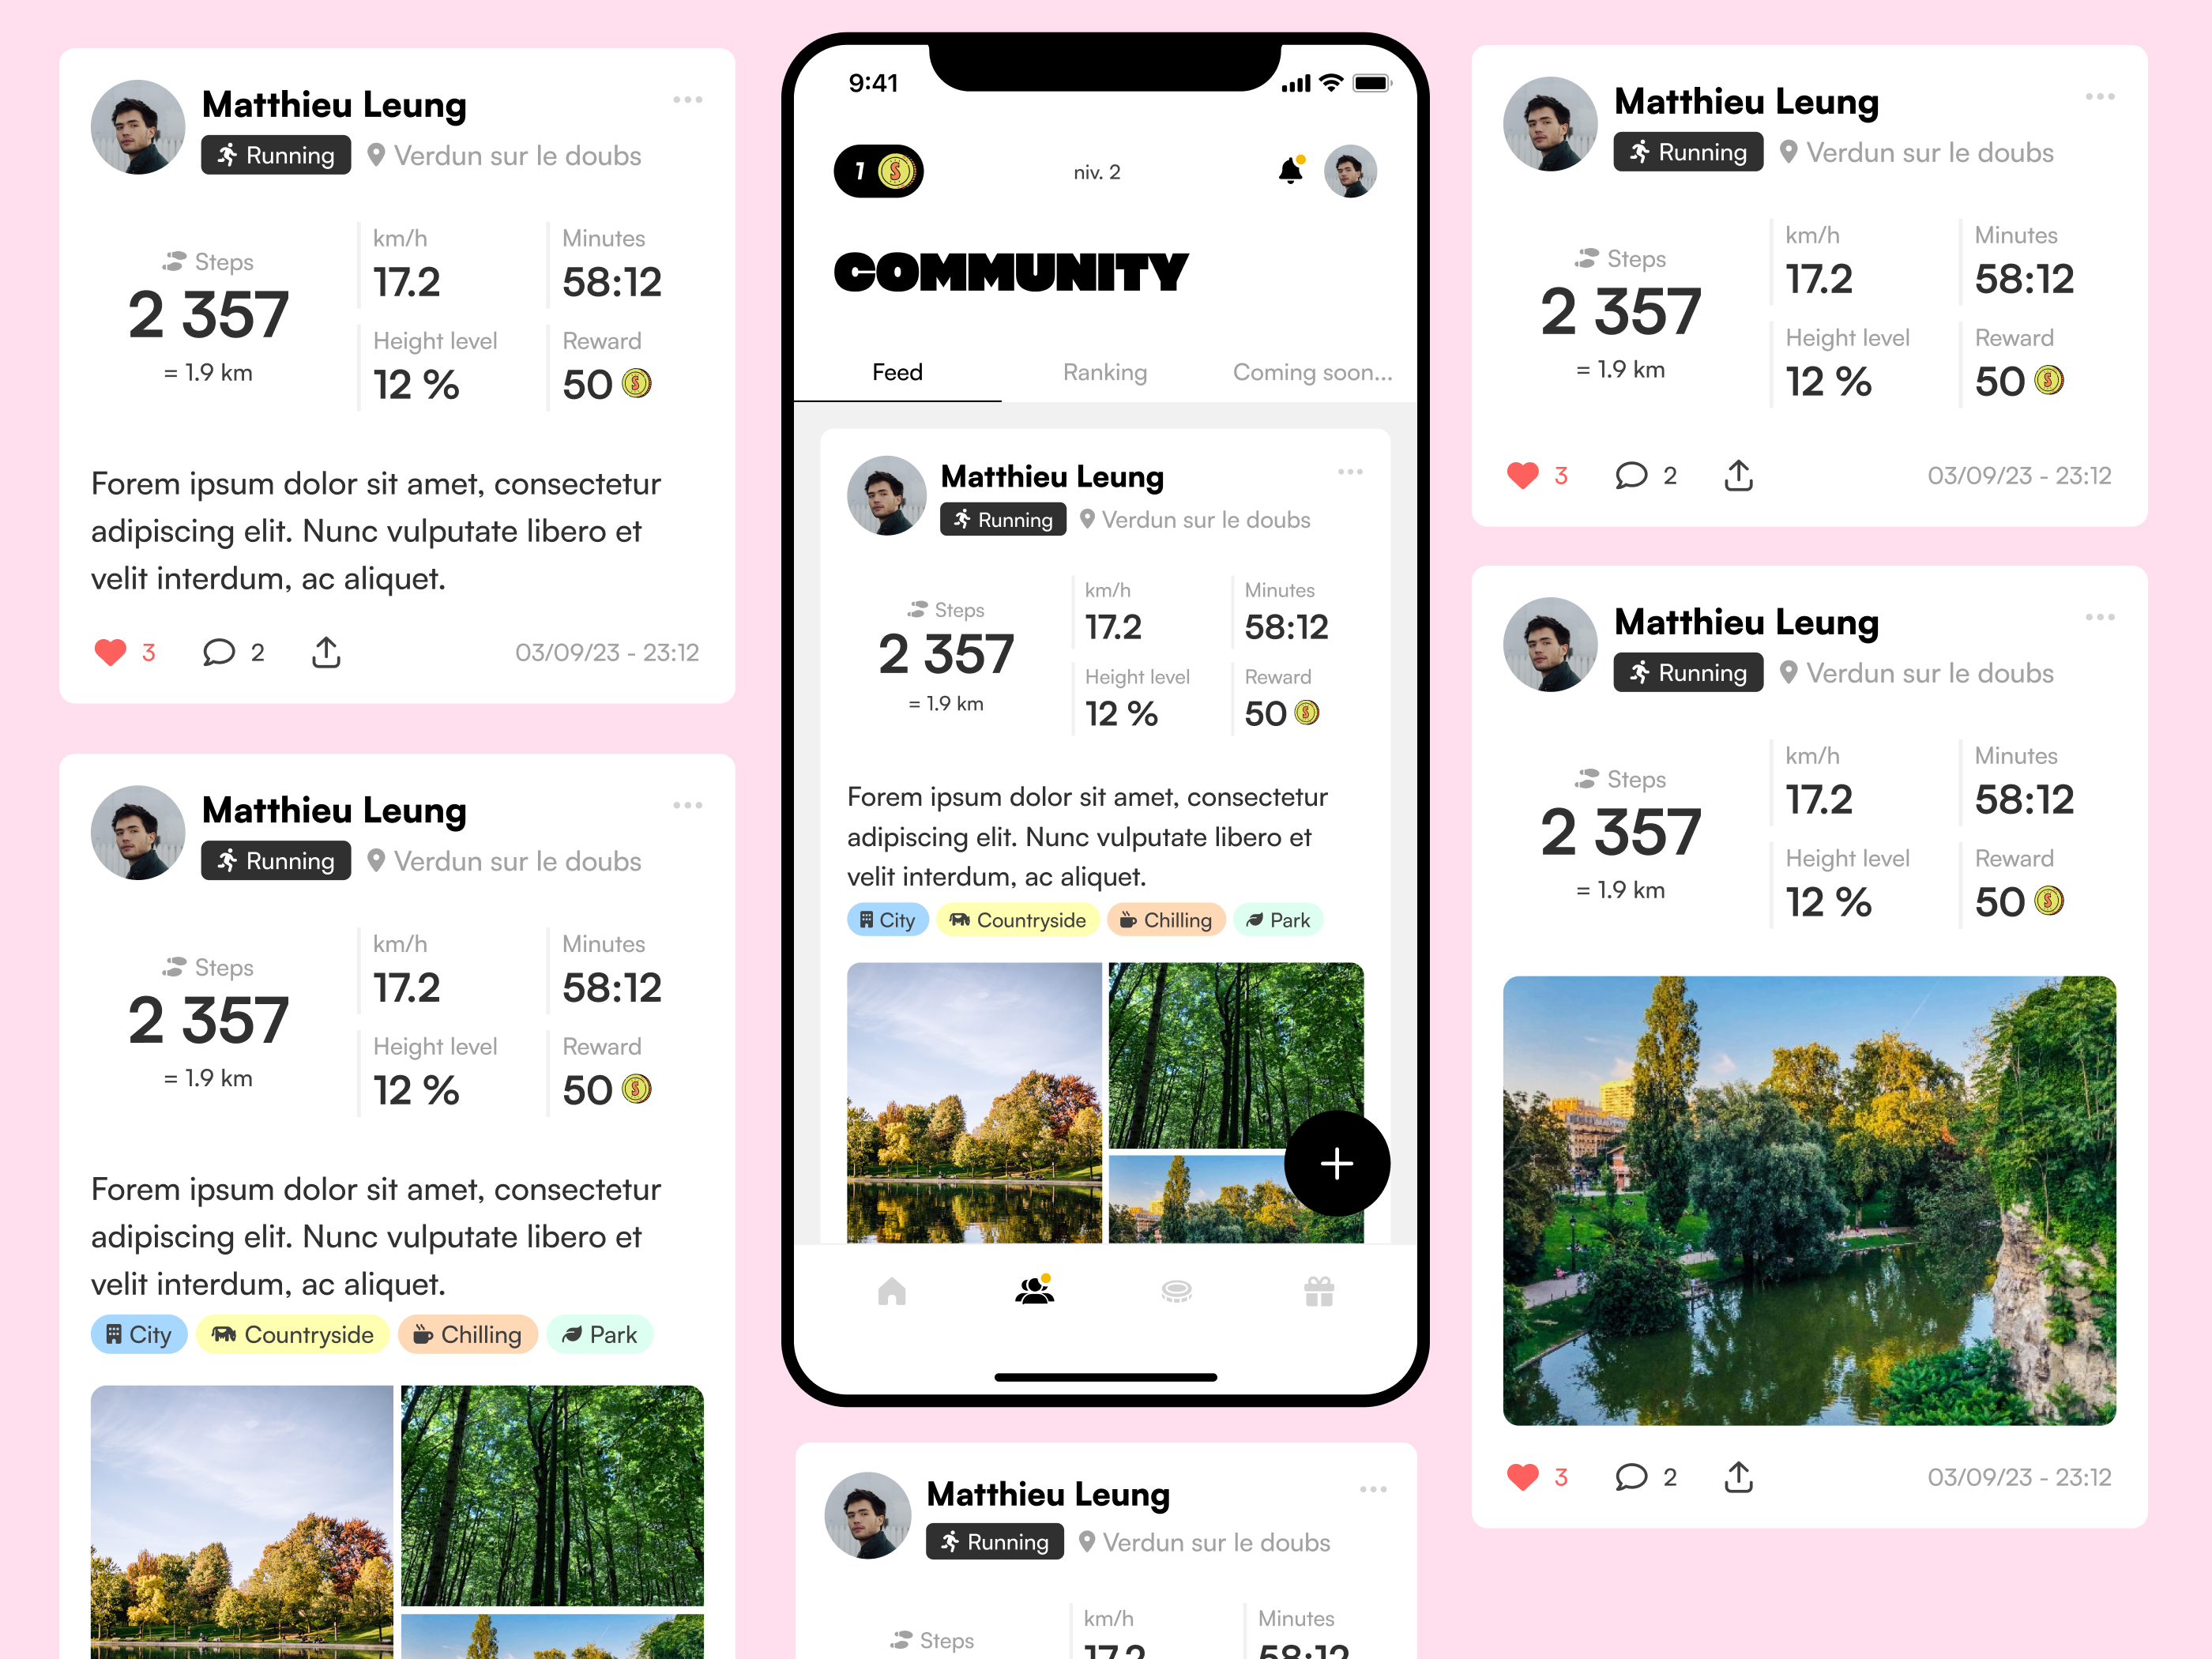 Matthieu Leung
Running
Verdun sur le doubs
Steps
2 357
= 1.9 km
km/h
17.2
Minutes
58:12
Height level
12 %
Reward
50
Forem ipsum dolor sit amet, consectetur
adipiscing elit. Nunc vulputate libero et
velit interdum, ac aliquet.
3
2
03/09/23 - 23:12
Matthieu Leung
Running
Verdun sur le doubs
Steps
2 357
= 1.9 km
km/h
17.2
Minutes
58:12
Height level
12 %
Reward
50
Forem ipsum dolor sit amet, consectetur
adipiscing elit. Nunc vulputate libero et
velit interdum, ac aliquet.
City
Countryside
Chilling
Park
9:41
1
niv. 2
COMMUNITY
Feed
Ranking
Coming soon...
Matthieu Leung
Running
Verdun sur le doubs
Steps
2 357
= 1.9 km
km/h
17.2
Minutes
58:12
Height level
12 %
Reward
50
Forem ipsum dolor sit amet, consectetur
adipiscing elit. Nunc vulputate libero et
velit interdum, ac aliquet.
City
Countryside
Chilling
Park
Matthieu Leung
Running
Verdun sur le doubs
Steps
km/h
17.2
Minutes
58:12
Matthieu Leung
Running
Verdun sur le doubs
Steps
2 357
= 1.9 km
km/h
17.2
Minutes
58:12
Height level
12 %
Reward
50
3
2
03/09/23 - 23:12
Matthieu Leung
Running
Verdun sur le doubs
Steps
2 357
= 1.9 km
km/h
17.2
Minutes
58:12
Height level
12 %
Reward
50
3
2
03/09/23 - 23:12